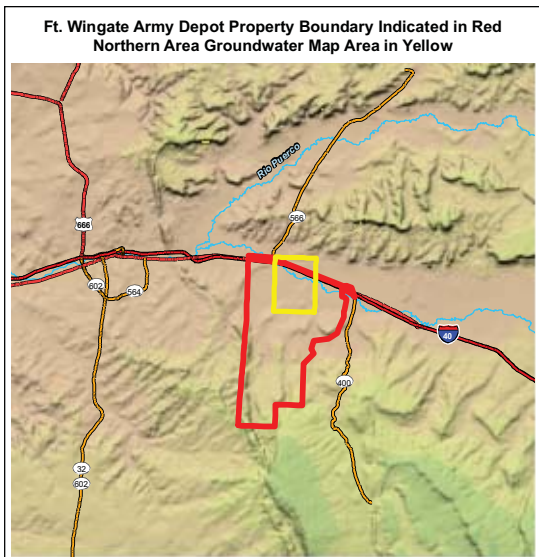 Ft. Wingate Army Depot Property Boundary Indicated in Red
Northern Area Groundwater Map Area in Yellow
Rio Puerco
566
666
602
564
40
400
32
602